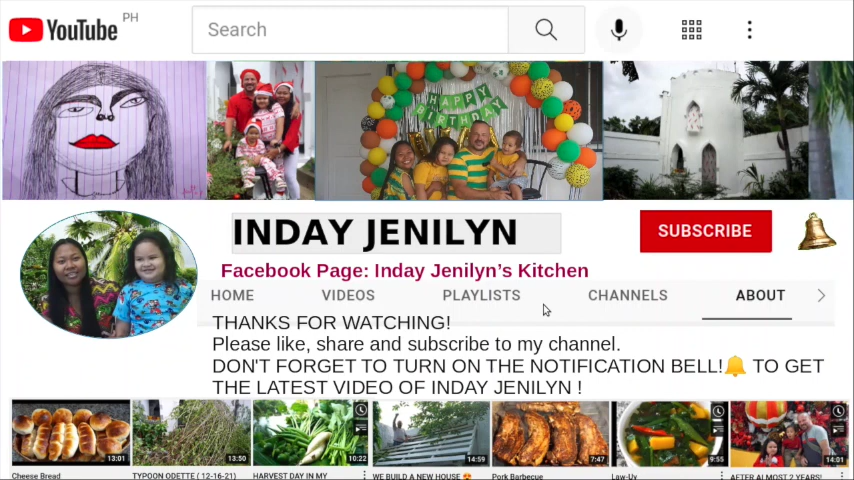 YouTube PH
Search
HAPPY
BIRTHDAY
INDAY JENILYN
SUBSCRIBE
Facebook Page: Inday Jenilyn's Kitchen
HOME VIDEOS PLAYLISTS CHANNELS ABOUT
THANKS FOR WATCHING!
Please like, share and subscribe to my channel.
DON'T FORGET TO TURN ON THE NOTIFICATION BELL!🔔 TO GET
THE LATEST VIDEO OF INDAY JENILYN !
13:01 13:50 10:22 14:59 7:47 9:55 14:01
Cheese Bread TYPOON ODETTE ( 12-16-21) HARVEST DAY IN MY WE BUILD A NEW HOUSE 😍 Pork Barbecue Law-Uy AFTER ALMOST 2 YEARS!